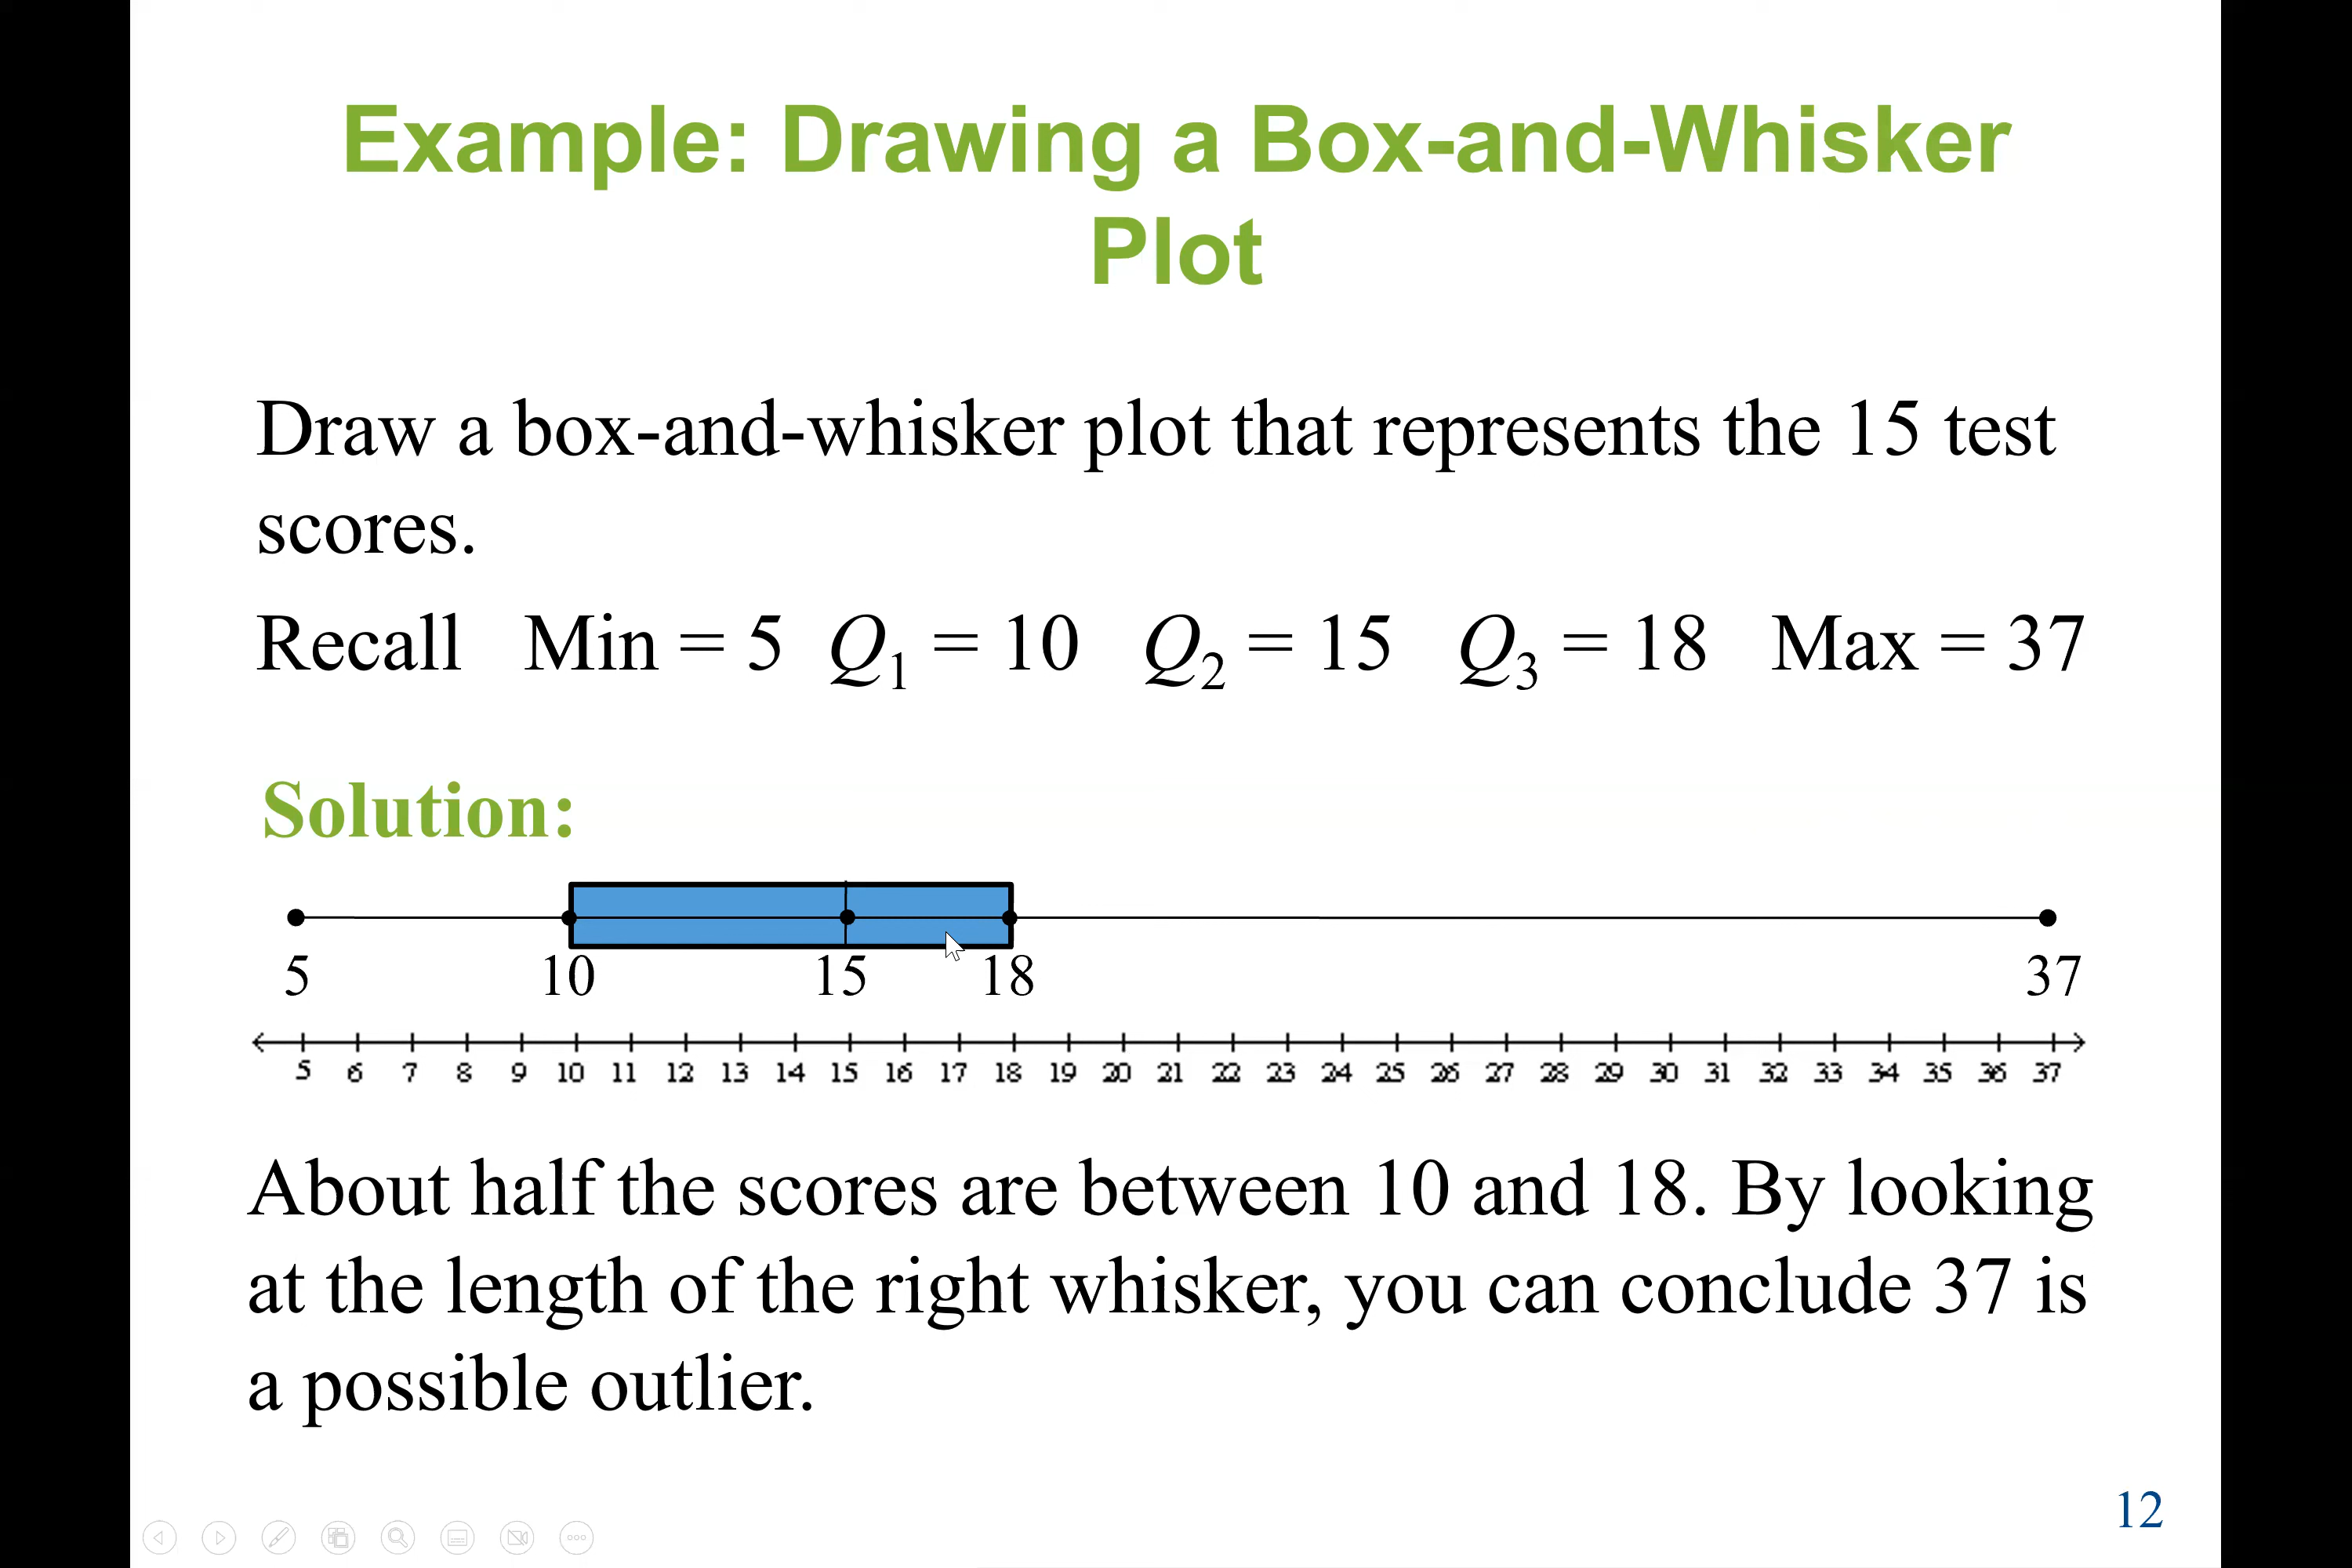 Example: Drawing a Box-and-Whisker
Plot
Draw a box-and-whisker plot that represents the 15 test
scores.
Recall Min = 5 Q1 = 10 Q2 = 15 Q3 = 18 Max = 37
Solution:
5 10 15 18 37
5 6 7 8 9 10 11 12 13 14 15 16 17 18 19 20 21 22 23 24 25 26 27 28 29 30 31 32 33 34 35 36 37
About half the scores are between 10 and 18. By looking
at the length of the right whisker, you can conclude 37 is
a possible outlier.
12